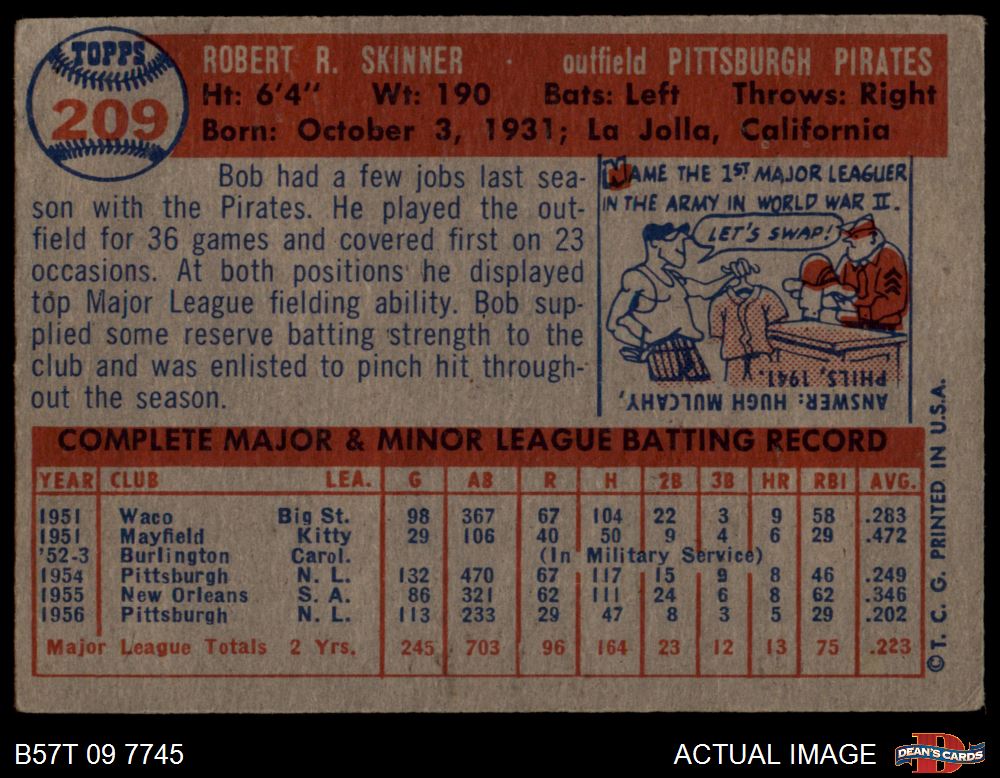 TOPPS
209
ROBERT R. SKINNER · outfield PITTSBURGH PIRATES
Ht: 6'4" Wt: 190 Bats: Left Throws: Right
Born: October 3, 1931; La Jolla, California
Bob had a few jobs last sea-
son with the Pirates. He played the out-
field for 36 games and covered first on 23
occasions. At both positions he displayed
top Major League fielding ability. Bob sup-
plied some reserve batting strength to the
club and was enlisted to pinch hit through-
out the season.
NAME THE 1ST MAJOR LEAGUER
IN THE ARMY IN WORLD WAR II.
LET'S SWAP!
ANSWER: HUGH MULCAHY,
PHILS, 1941.
COMPLETE MAJOR & MINOR LEAGUE BATTING RECORD
YEAR CLUB LEA. G AB R H 2B 3B HR RBI AVG.
1951 Waco Big St. 98 367 67 104 22 3 9 58 .283
1951 Mayfield Kitty 29 106 40 50 9 4 6 29 .472
'52-3 Burlington Carol. (In Military Service)
1954 Pittsburgh N. L. 132 470 67 117 15 9 8 46 .249
1955 New Orleans S. A. 86 321 62 111 24 6 8 62 .346
1956 Pittsburgh N. L. 113 233 29 47 8 3 5 29 .202
Major League Totals 2 Yrs. 245 703 96 164 23 12 13 75 .223
©T. C. G. PRINTED IN U.S.A.
B57T 09 7745
ACTUAL IMAGE
DEAN'S CARDS